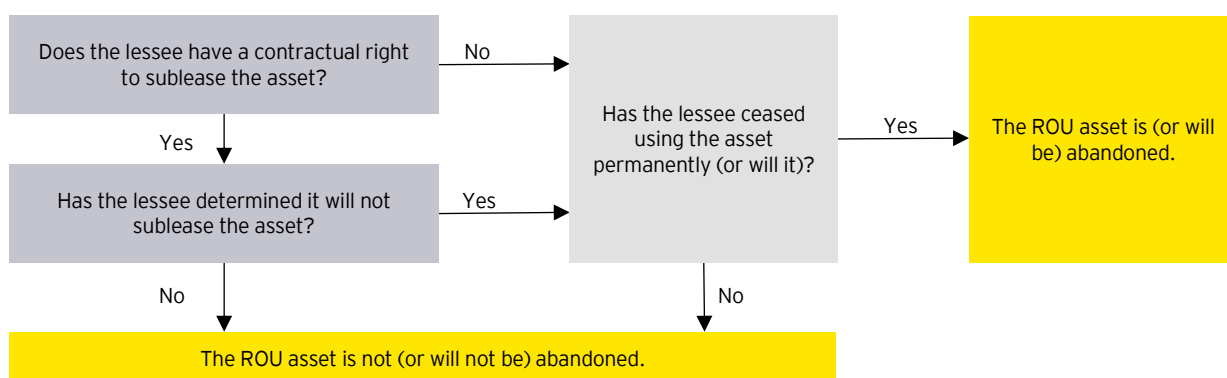 Does the lessee have a contractual right
to sublease the asset?
No
Yes
Has the lessee determined it will not
sublease the asset?
Yes
Has the lessee ceased
using the asset
permanently (or will it)?
Yes
The ROU asset is (or will
be) abandoned.
No
No
The ROU asset is not (or will not be) abandoned.